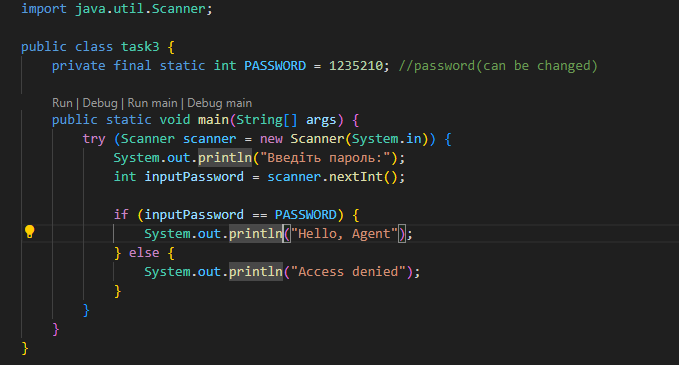 import java.util.Scanner;
public class task3 {
private final static int PASSWORD = 1235210; //password(can be changed)
Run | Debug | Run main | Debug main
public static void main(String[] args) {
try (Scanner scanner = new Scanner(System.in)) {
System.out.println("Введіть пароль:");
int inputPassword = scanner.nextInt();
if (inputPassword == PASSWORD) {
System.out.println("Hello, Agent");
} else {
System.out.println("Access denied");
}
}
}
}